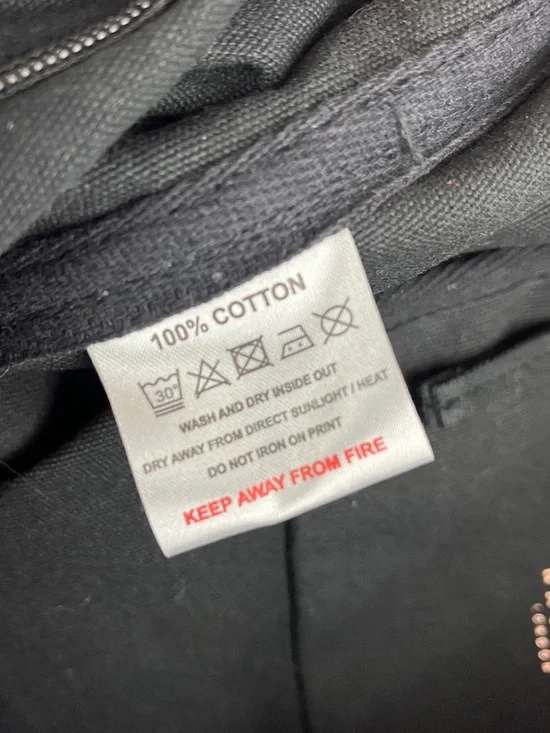 100% COTTON
30°
WASH AND DRY INSIDE OUT
DRY AWAY FROM DIRECT SUNLIGHT / HEAT
DO NOT IRON ON PRINT
KEEP AWAY FROM FIRE